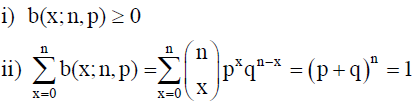 i) b(x; n, p) ≥ 0
ii) ∑_{x=0}^{n} b(x; n, p) = ∑_{x=0}^{n} (n x) p^x q^{n−x} = (p + q)^n = 1